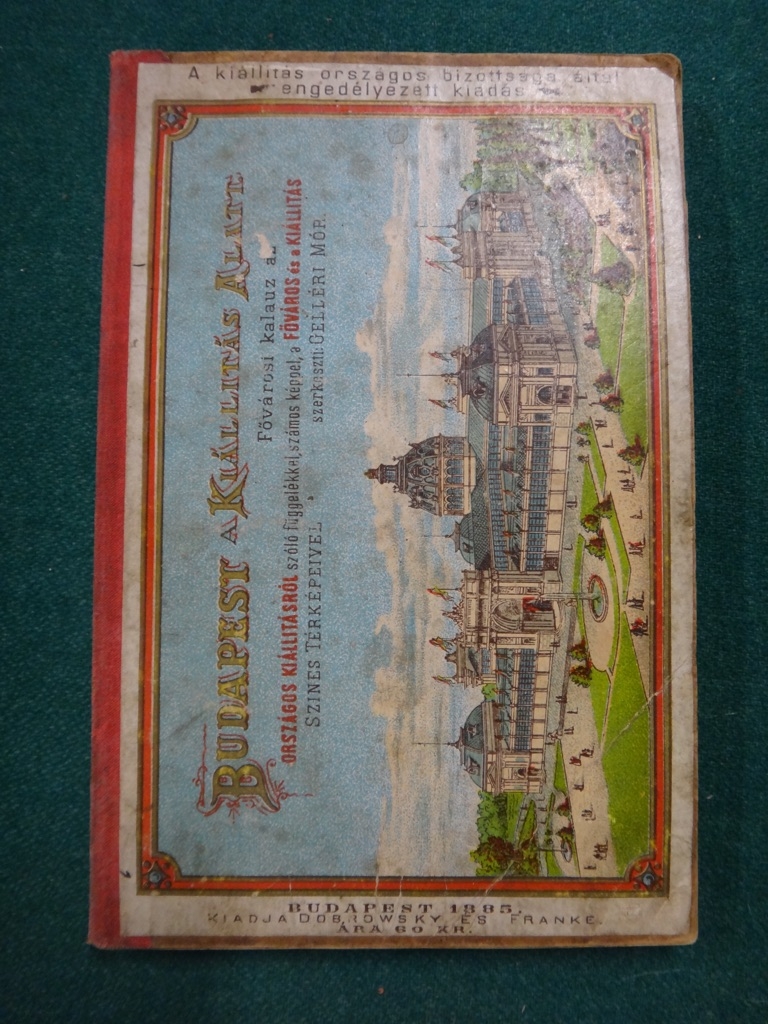 A kiállítás országos bizottsága által
engedélyezett kiadás
BUDAPEST A KIÁLLITÁS ALATT
Fővárosi kalauz az
ORSZÁGOS KIÁLLITÁSRÓL szóló függelékkel, számos képpel, a FŐVÁROS és a KIÁLLITÁS
SZINES TÉRKÉPEIVEL szerkeszti: GELLÉRI MÓR.
BUDAPEST 1885.
KIADJA DOBROWSKY ÉS FRANKE.
ÁRA 60 KR.